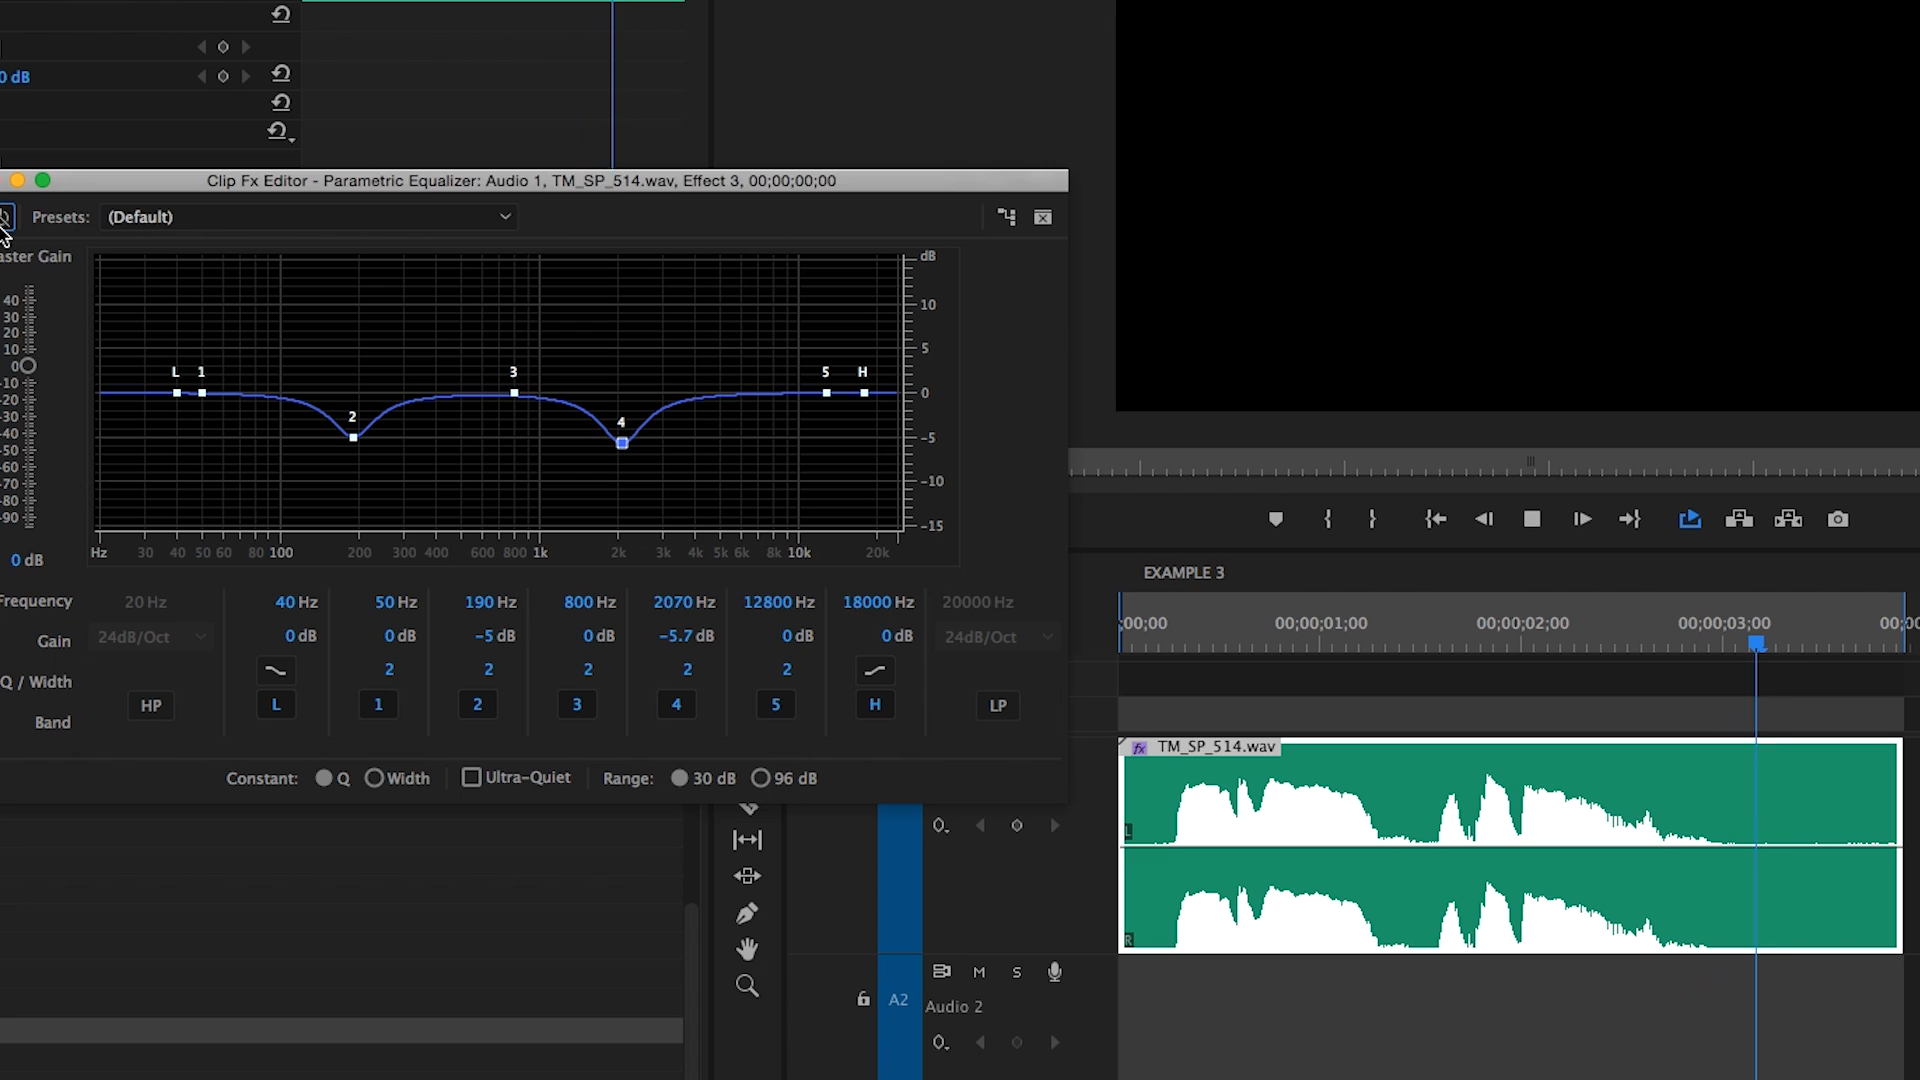 0 dB
Clip Fx Editor - Parametric Equalizer: Audio 1, TM_SP_514.wav, Effect 3, 00;00;00;00
Presets: (Default)
aster Gain
dB
40
30
20
10
0
-10
-20
-30
-40
-50
-60
-70
-80
-90
0 dB
10
5
0
-5
-10
-15
L 1 2 3 4 5 H
Hz 30 40 50 60 80 100 200 300 400 600 800 1k 2k 3k 4k 5k 6k 8k 10k 20k
Frequency 20 Hz 40 Hz 50 Hz 190 Hz 800 Hz 2070 Hz 12800 Hz 18000 Hz 20000 Hz
Gain 24dB/Oct 0 dB 0 dB -5 dB 0 dB -5.7 dB 0 dB 0 dB 24dB/Oct
Q / Width 2 2 2 2 2
Band HP L 1 2 3 4 5 H LP
Constant: Q Width Ultra-Quiet Range: 30 dB 96 dB
EXAMPLE 3
;00;00 00;00;01;00 00;00;02;00 00;00;03;00 00;0
fx TM_SP_514.wav
L
R
M S
A2 Audio 2